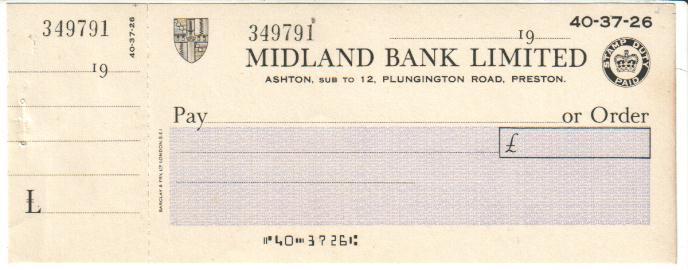 349791
40-37-26
19
£
349791
40-37-26
19
MIDLAND BANK LIMITED
ASHTON, SUB TO 12, PLUNGINGTON ROAD, PRESTON.
STAMP DUTY
PAID
Pay or Order
£
BARCLAY & FRY, LTD LONDON, S.E.1
⑈40⑉3726⑆